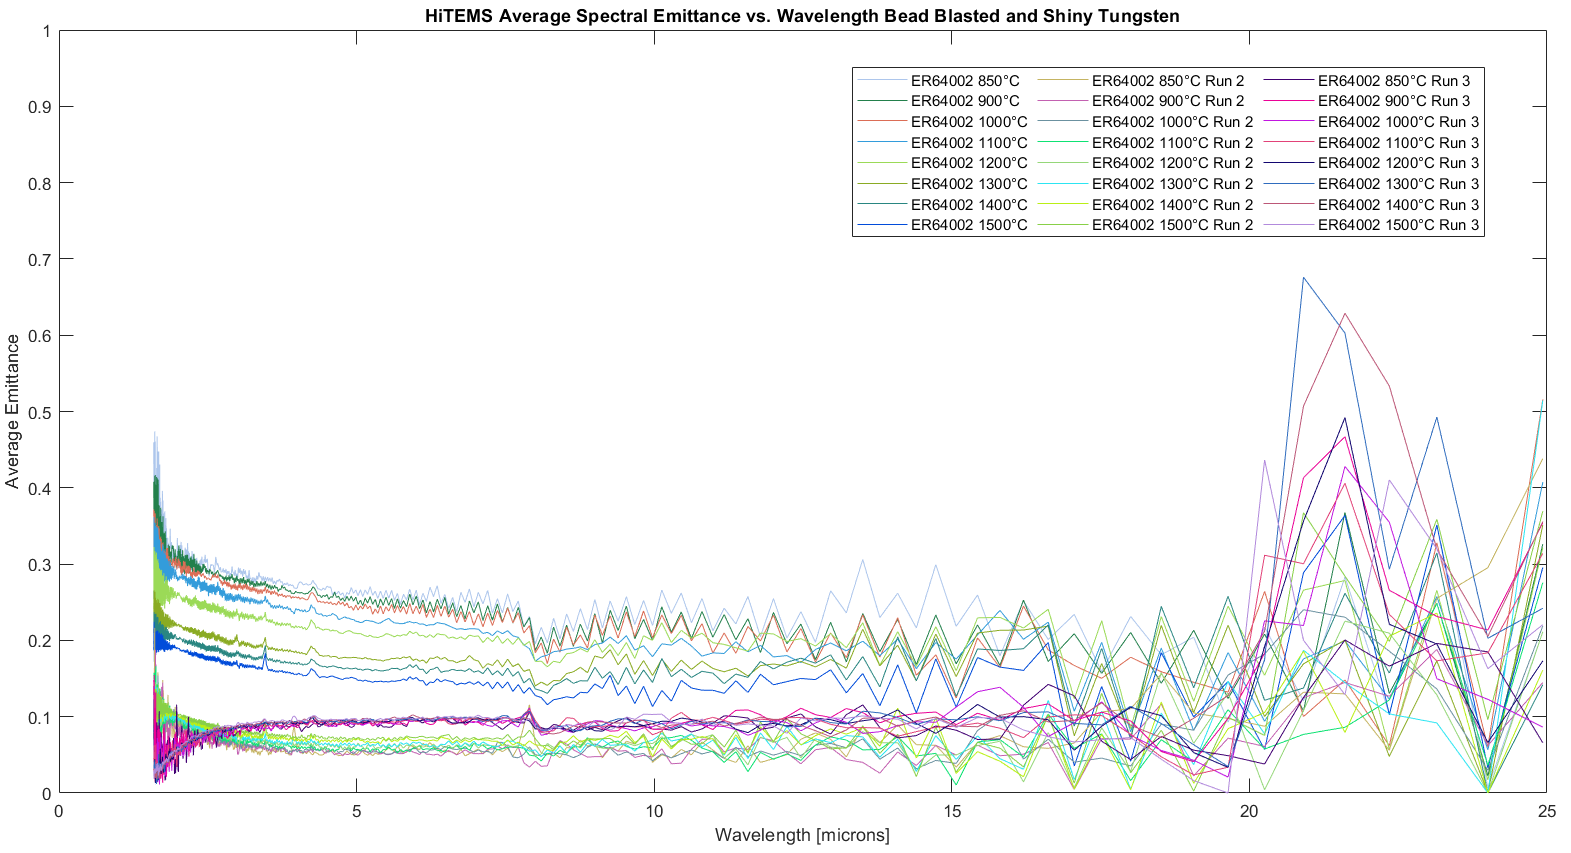 HiTEMS Average Spectral Emittance vs. Wavelength Bead Blasted and Shiny Tungsten
1
0.9
0.8
0.7
0.6
0.5
0.4
0.3
0.2
0.1
0
Average Emittance
ER64002 850°C ER64002 850°C Run 2 ER64002 850°C Run 3
ER64002 900°C ER64002 900°C Run 2 ER64002 900°C Run 3
ER64002 1000°C ER64002 1000°C Run 2 ER64002 1000°C Run 3
ER64002 1100°C ER64002 1100°C Run 2 ER64002 1100°C Run 3
ER64002 1200°C ER64002 1200°C Run 2 ER64002 1200°C Run 3
ER64002 1300°C ER64002 1300°C Run 2 ER64002 1300°C Run 3
ER64002 1400°C ER64002 1400°C Run 2 ER64002 1400°C Run 3
ER64002 1500°C ER64002 1500°C Run 2 ER64002 1500°C Run 3
0 5 10 15 20 25
Wavelength [microns]